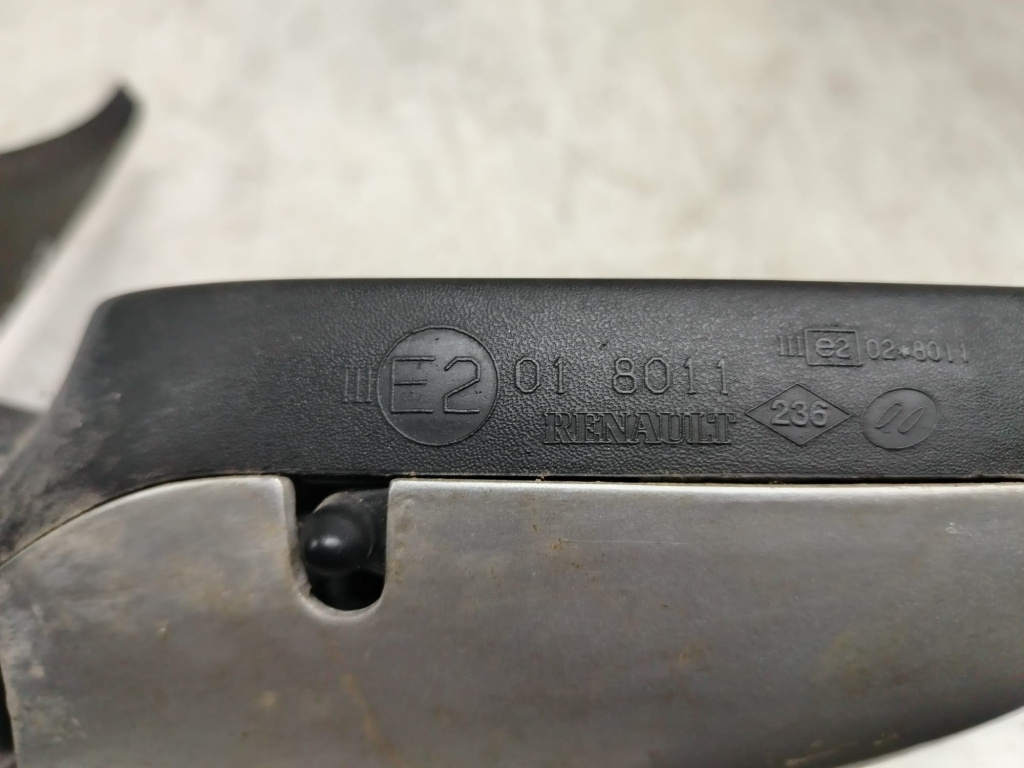 III E2 01 8011
III e2 02*8011
RENAULT 236